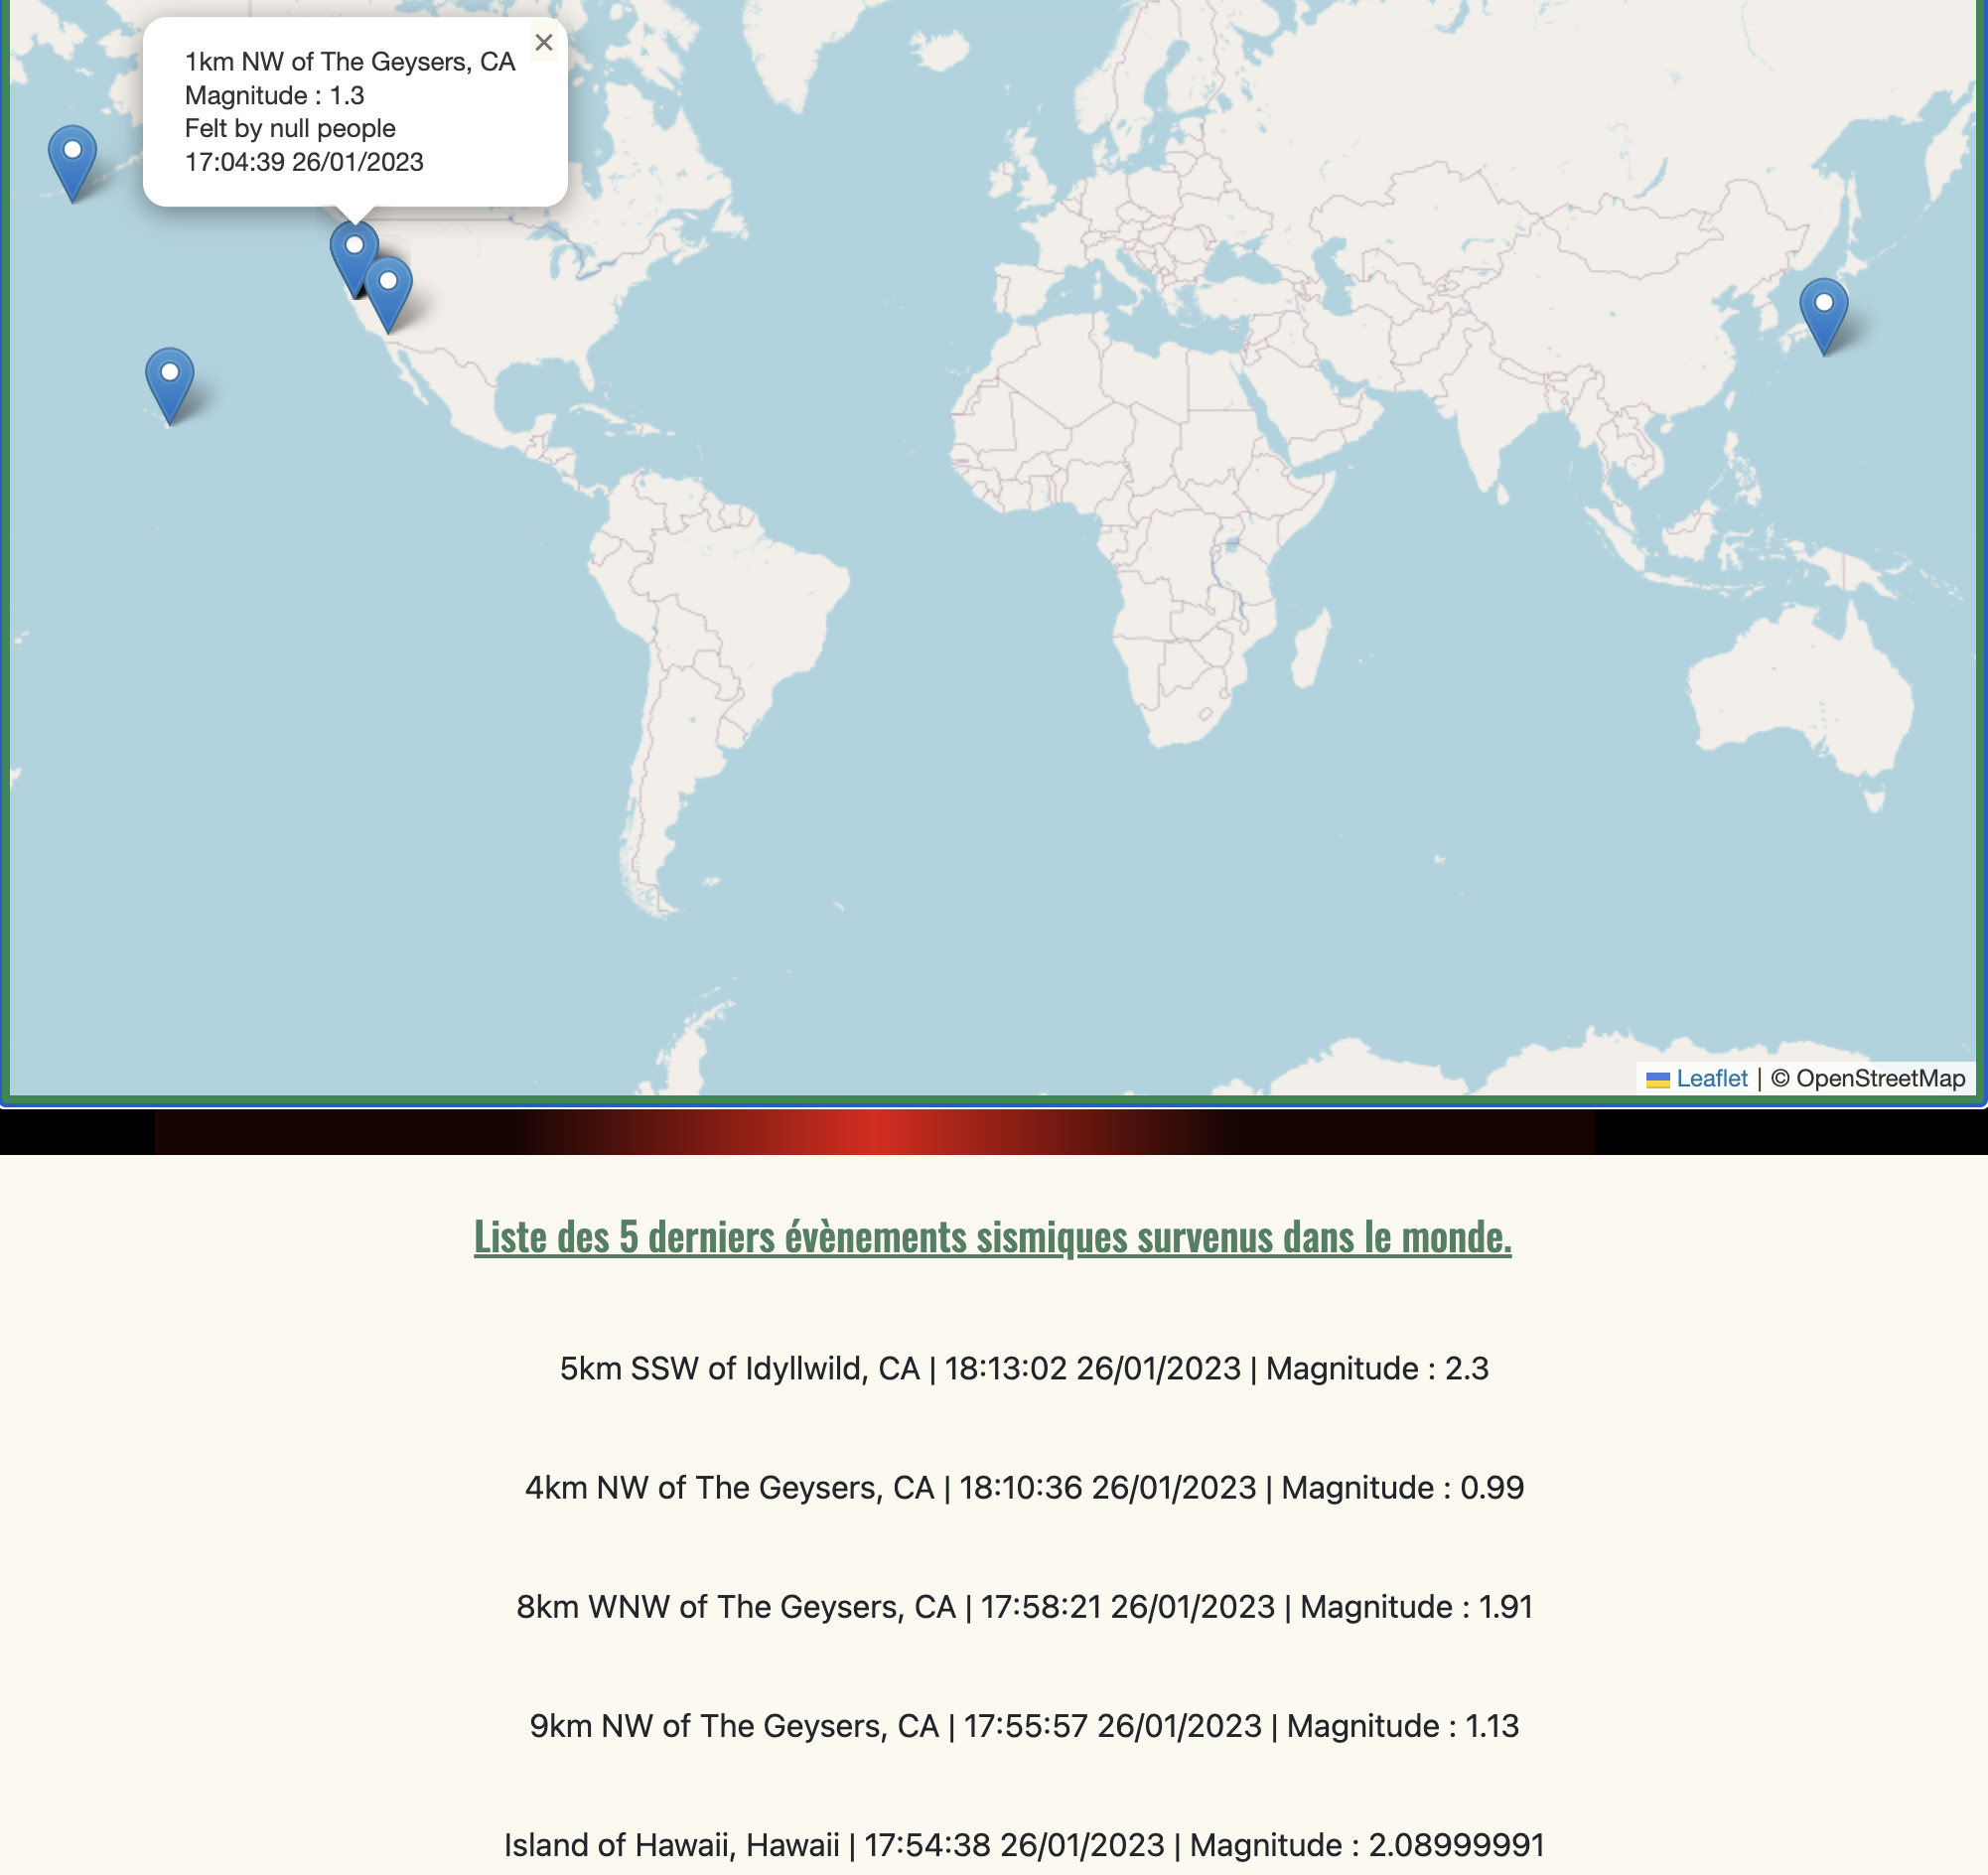 1km NW of The Geysers, CA
Magnitude : 1.3
Felt by null people
17:04:39 26/01/2023
Leaflet | © OpenStreetMap
Liste des 5 derniers évènements sismiques survenus dans le monde.
5km SSW of Idyllwild, CA | 18:13:02 26/01/2023 | Magnitude : 2.3
4km NW of The Geysers, CA | 18:10:36 26/01/2023 | Magnitude : 0.99
8km WNW of The Geysers, CA | 17:58:21 26/01/2023 | Magnitude : 1.91
9km NW of The Geysers, CA | 17:55:57 26/01/2023 | Magnitude : 1.13
Island of Hawaii, Hawaii | 17:54:38 26/01/2023 | Magnitude : 2.08999991